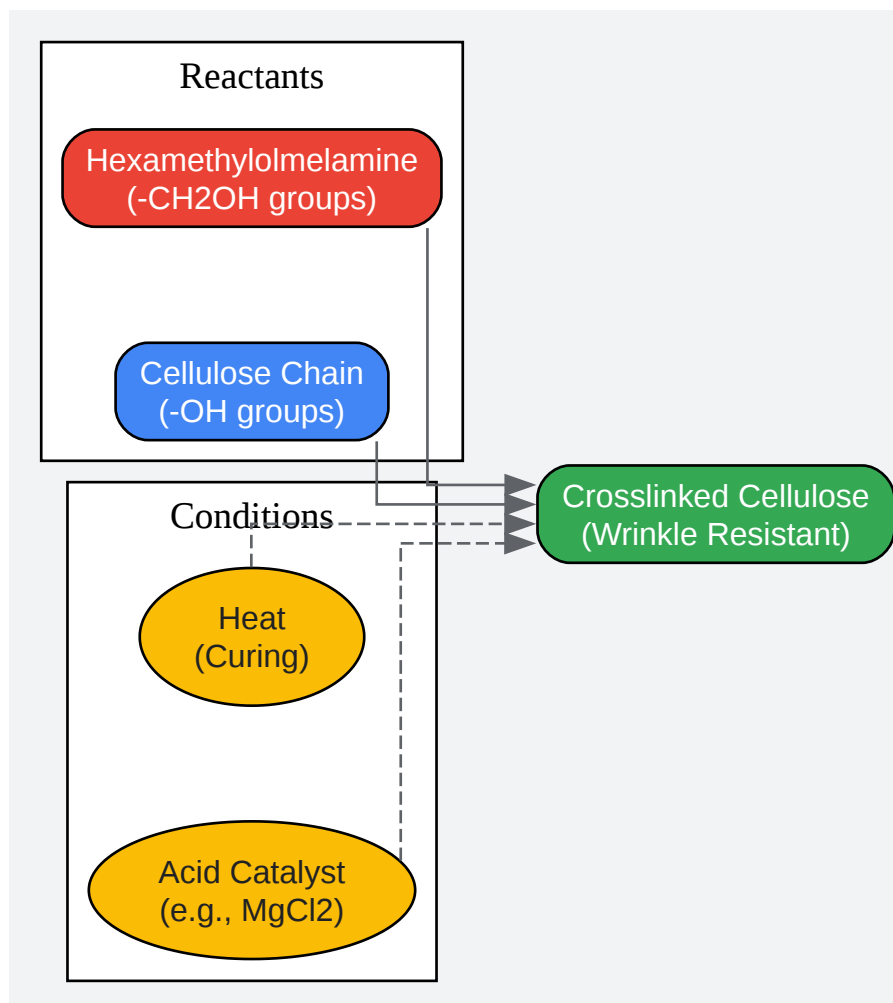 Reactants
Hexamethylolmelamine
(-CH2OH groups)
Cellulose Chain
(-OH groups)
Crosslinked Cellulose
(Wrinkle Resistant)
Conditions
Heat
(Curing)
Acid Catalyst
(e.g., MgCl2)